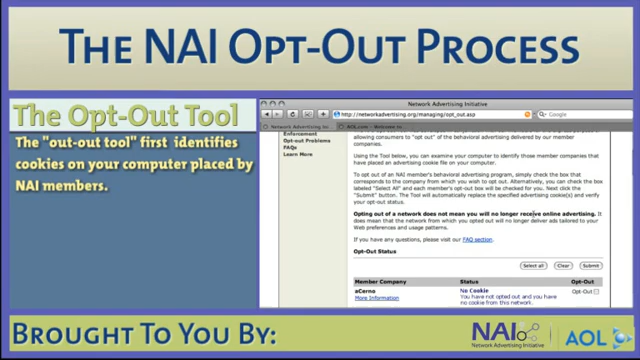 THE NAI OPT-OUT PROCESS
The Opt-Out Tool
The "out-out tool" first identifies
cookies on your computer placed by
NAI members.
Network Advertising Initiative
http://networkadvertising.org/managing/opt_out.asp
Google
Network Advertising In...
AOL.com - Welcome to
Enforcement
Opt-out Problems
FAQs
Learn More
allowing consumers to "opt out" of the behavioral advertising delivered by our member
companies.
Using the Tool below, you can examine your computer to identify those member companies that
have placed an advertising cookie file on your computer.
To opt out of an NAI member's behavioral advertising program, simply check the box that
corresponds to the company from which you wish to opt out. Alternatively, you can check the box
labeled "Select All" and each member's opt-out box will be checked for you. Next click the
"Submit" button. The Tool will automatically replace the specified advertising cookie(s) and verify
your opt-out status.
Opting out of a network does not mean you will no longer receive online advertising. It
does mean that the network from which you opted out will no longer deliver ads tailored to your
Web preferences and usage patterns.
If you have any questions, please visit our FAQ section.
Opt-Out Status
Select all Clear Submit
Member Company Status Opt-Out
aCerno No Cookie Opt-Out
More Information You have not opted out and you have
no cookie from this network.
BROUGHT TO YOU BY:
NAI
Network Advertising Initiative
AOL